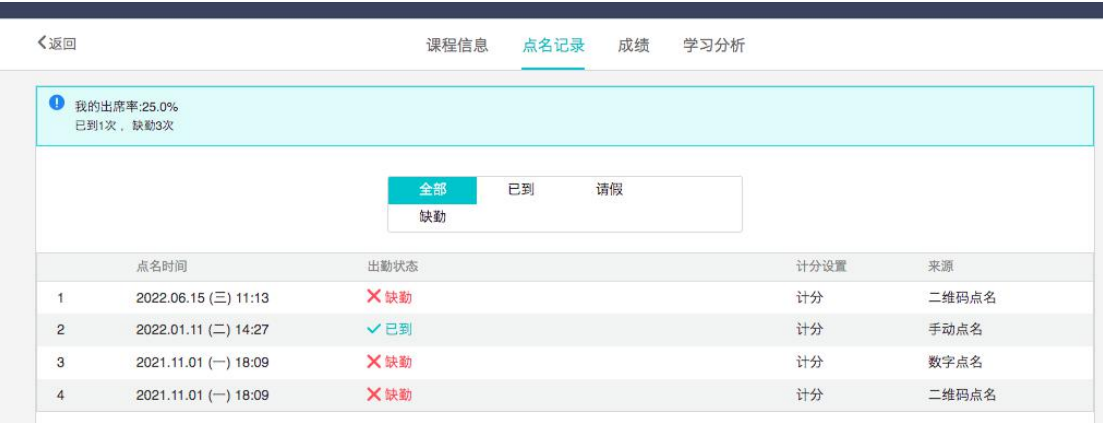 返回 课程信息 点名记录 成绩 学习分析
我的出席率:25.0%
已到1次 ，缺勤3次
全部 已到 请假
缺勤
点名时间 出勤状态 计分设置 来源
1 2022.06.15 (三) 11:13 缺勤 计分 二维码点名
2 2022.01.11 (二) 14:27 已到 计分 手动点名
3 2021.11.01 (一) 18:09 缺勤 计分 数字点名
4 2021.11.01 (一) 18:09 缺勤 计分 二维码点名